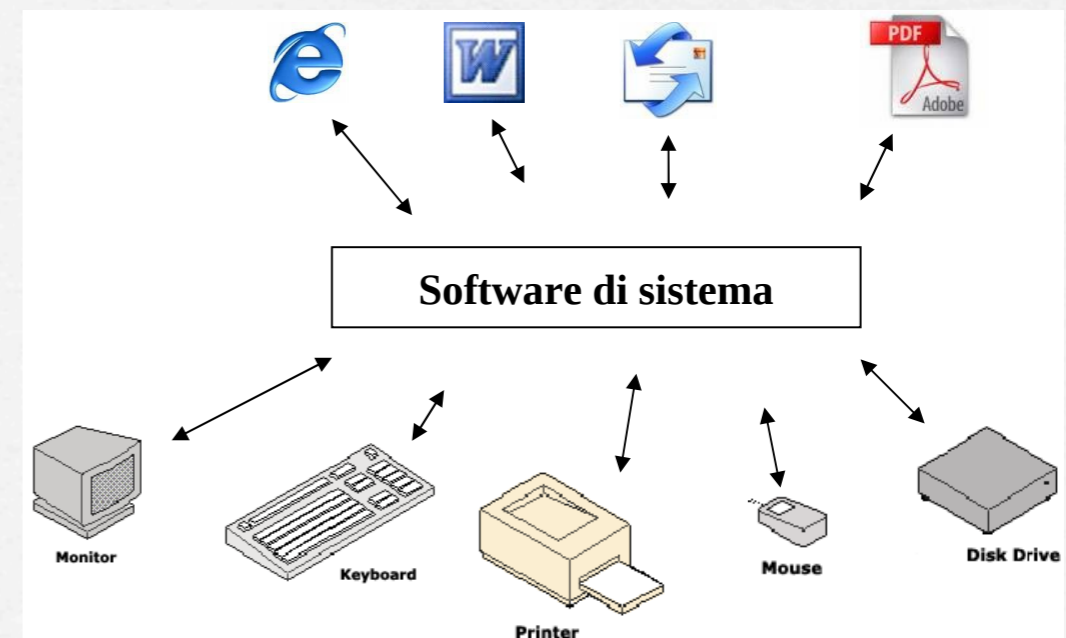 W
PDF
Adobe
Software di sistema
Monitor
Keyboard
Printer
Mouse
Disk Drive